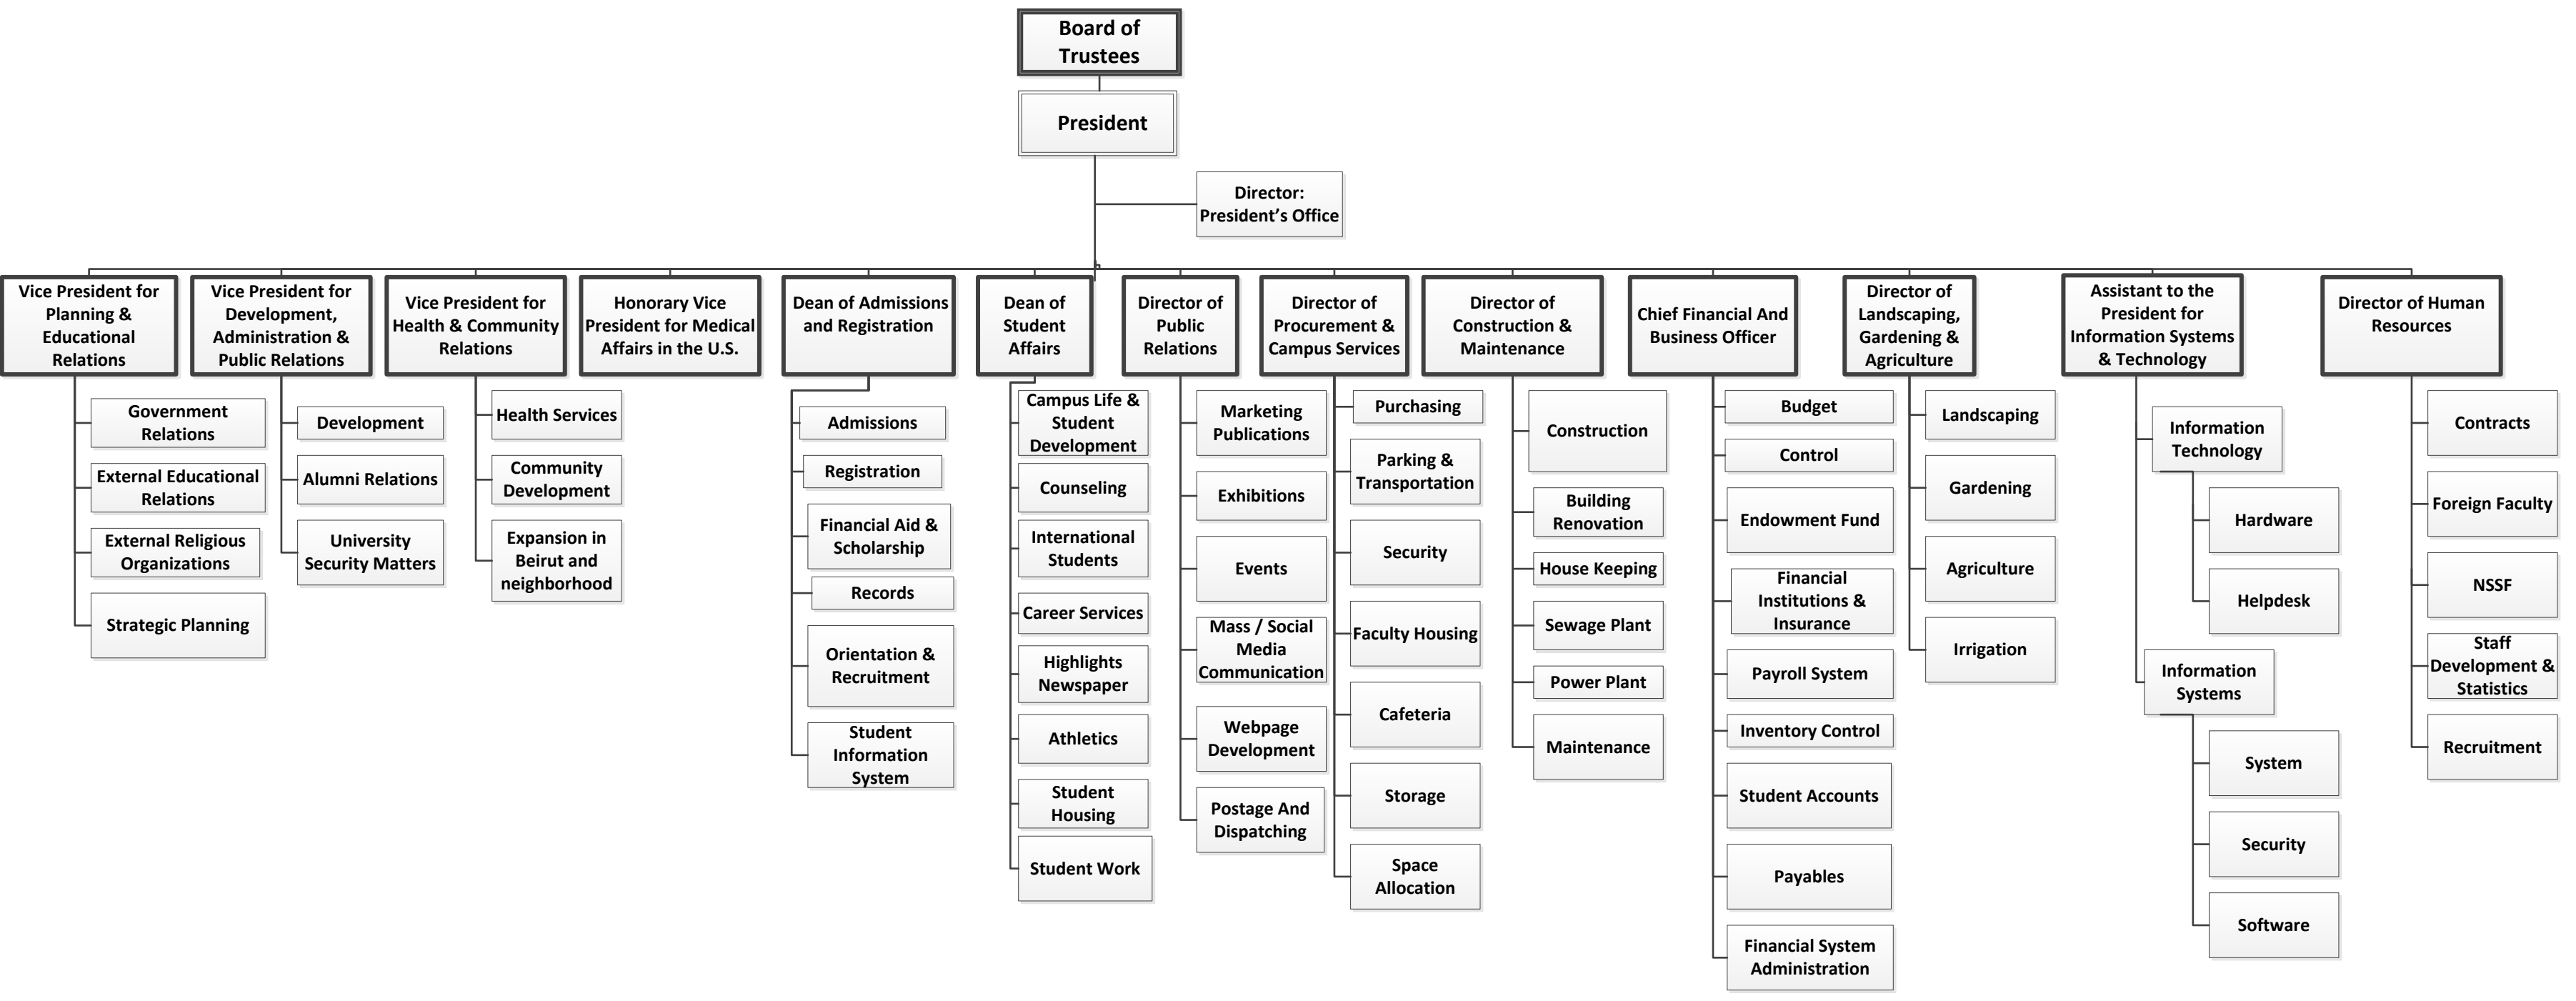 Board of
Trustees
President
Director:
President’s Office
Vice President for
Planning &
Educational
Relations
Vice President for
Development,
Administration &
Public Relations
Vice President for
Health & Community
Relations
Honorary Vice
President for Medical
Affairs in the U.S.
Dean of Admissions
and Registration
Dean of
Student
Affairs
Director of
Public
Relations
Director of
Procurement &
Campus Services
Director of
Construction &
Maintenance
Chief Financial And
Business Officer
Director of
Landscaping,
Gardening &
Agriculture
Assistant to the
President for
Information Systems
& Technology
Director of Human
Resources
Government
Relations
External Educational
Relations
External Religious
Organizations
Strategic Planning
Development
Alumni Relations
University
Security Matters
Health Services
Community
Development
Expansion in
Beirut and
neighborhood
Admissions
Registration
Financial Aid &
Scholarship
Records
Orientation &
Recruitment
Student
Information
System
Campus Life &
Student
Development
Counseling
International
Students
Career Services
Highlights
Newspaper
Athletics
Student
Housing
Student Work
Marketing
Publications
Exhibitions
Events
Mass / Social
Media
Communication
Webpage
Development
Postage And
Dispatching
Purchasing
Parking &
Transportation
Security
Faculty Housing
Cafeteria
Storage
Space
Allocation
Construction
Building
Renovation
House Keeping
Sewage Plant
Power Plant
Maintenance
Budget
Control
Endowment Fund
Financial
Institutions &
Insurance
Payroll System
Inventory Control
Student Accounts
Payables
Financial System
Administration
Landscaping
Gardening
Agriculture
Irrigation
Information
Technology
Hardware
Helpdesk
Information
Systems
System
Security
Software
Contracts
Foreign Faculty
NSSF
Staff
Development &
Statistics
Recruitment